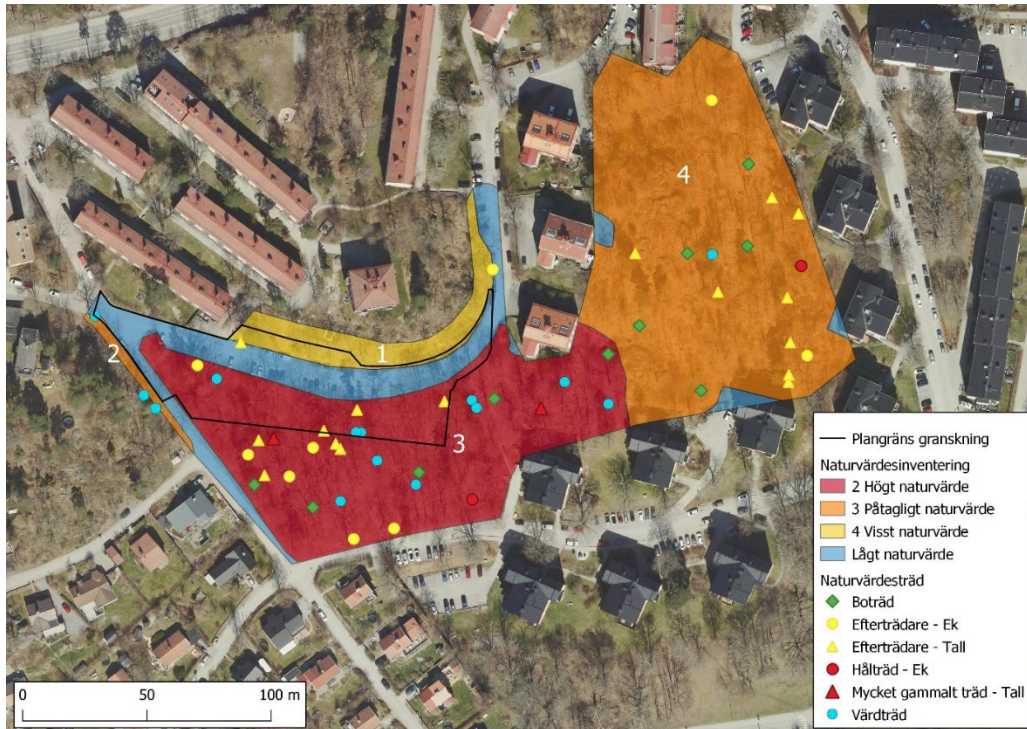 4
1
2
3
Plangräns granskning
Naturvärdesinventering
2 Högt naturvärde
3 Påtagligt naturvärde
4 Visst naturvärde
Lågt naturvärde
Naturvärdesträd
Boträd
Efterträdare - Ek
Efterträdare - Tall
Hålträd - Ek
Mycket gammalt träd - Tall
Värdträd
0 50 100 m